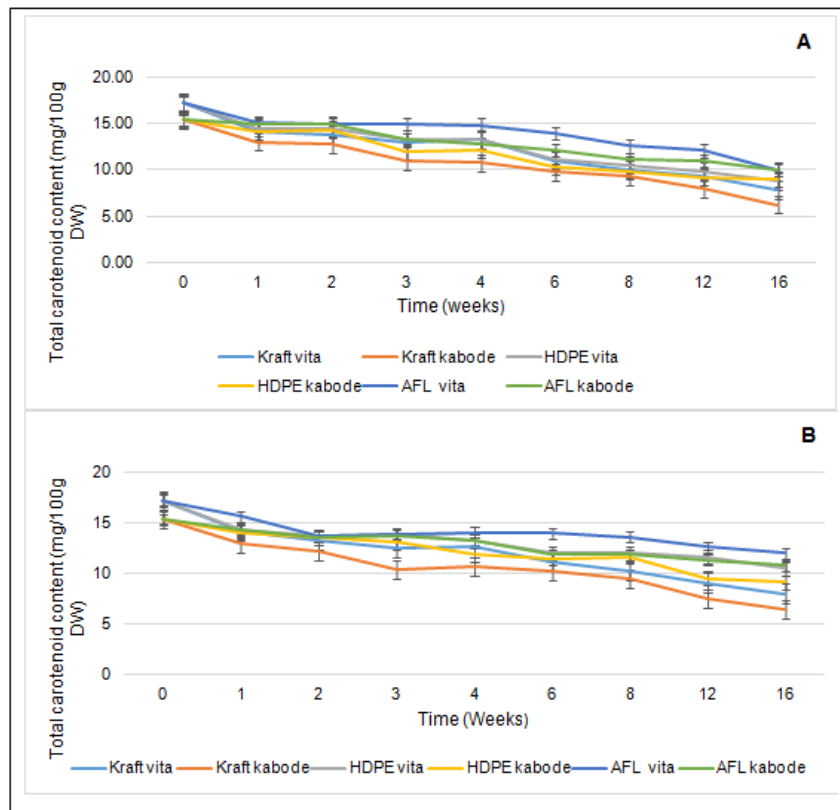 A
Total carotenoid content (mg/100g
DW)
20.00
15.00
10.00
5.00
0.00
0 1 2 3 4 6 8 12 16
Time (weeks)
Kraft vita Kraft kabode HDPE vita
HDPE kabode AFL vita AFL kabode
B
Total carotenoid content (mg/100g
DW)
20
15
10
5
0
0 1 2 3 4 6 8 12 16
Time (Weeks)
Kraft vita Kraft kabode HDPE vita HDPE kabode AFL vita AFL kabode